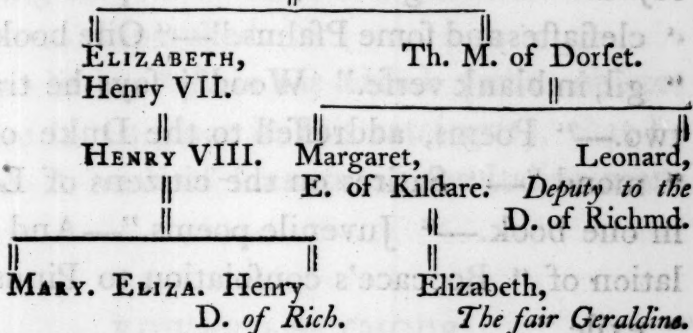 ELIZABETH, Th. M. of Dorſet.
Henry VII.
HENRY VIII. Margaret, Leonard,
E. of Kildare. Deputy to the
D. of Richmd.
MARY. ELIZA. Henry Elizabeth,
D. of Rich. The fair Geraldine.